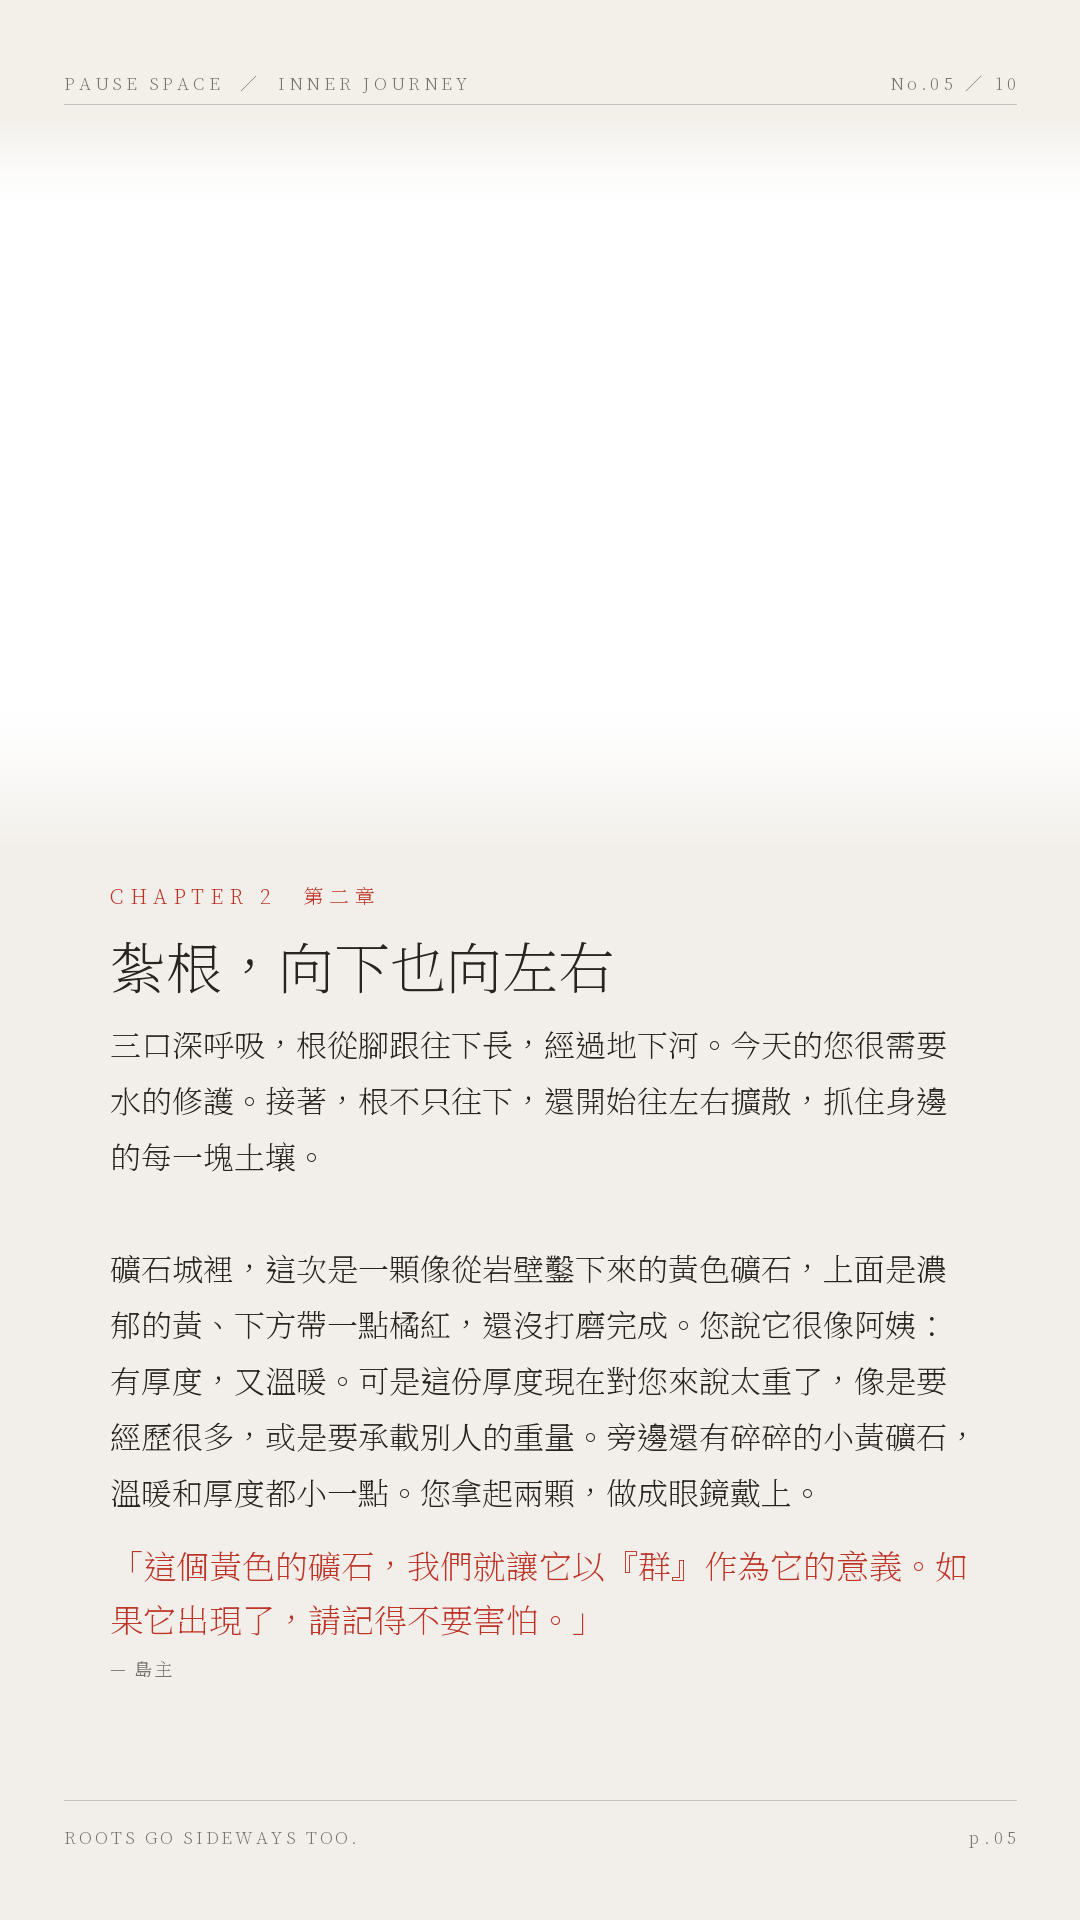 PAUSE SPACE ／ INNER JOURNEY
No.05 ／ 10
CHAPTER 2　第二章
紮根，向下也向左右
三口深呼吸，根從腳跟往下長，經過地下河。今天的您很需要
水的修護。接著，根不只往下，還開始往左右擴散，抓住身邊
的每一塊土壤。
礦石城裡，這次是一顆像從岩壁鑿下來的黃色礦石，上面是濃
郁的黃、下方帶一點橘紅，還沒打磨完成。您說它很像阿姨：
有厚度，又溫暖。可是這份厚度現在對您來說太重了，像是要
經歷很多，或是要承載別人的重量。旁邊還有碎碎的小黃礦石，
溫暖和厚度都小一點。您拿起兩顆，做成眼鏡戴上。
「這個黃色的礦石，我們就讓它以『群』作為它的意義。如
果它出現了，請記得不要害怕。」
— 島主
ROOTS GO SIDEWAYS TOO.
p.05